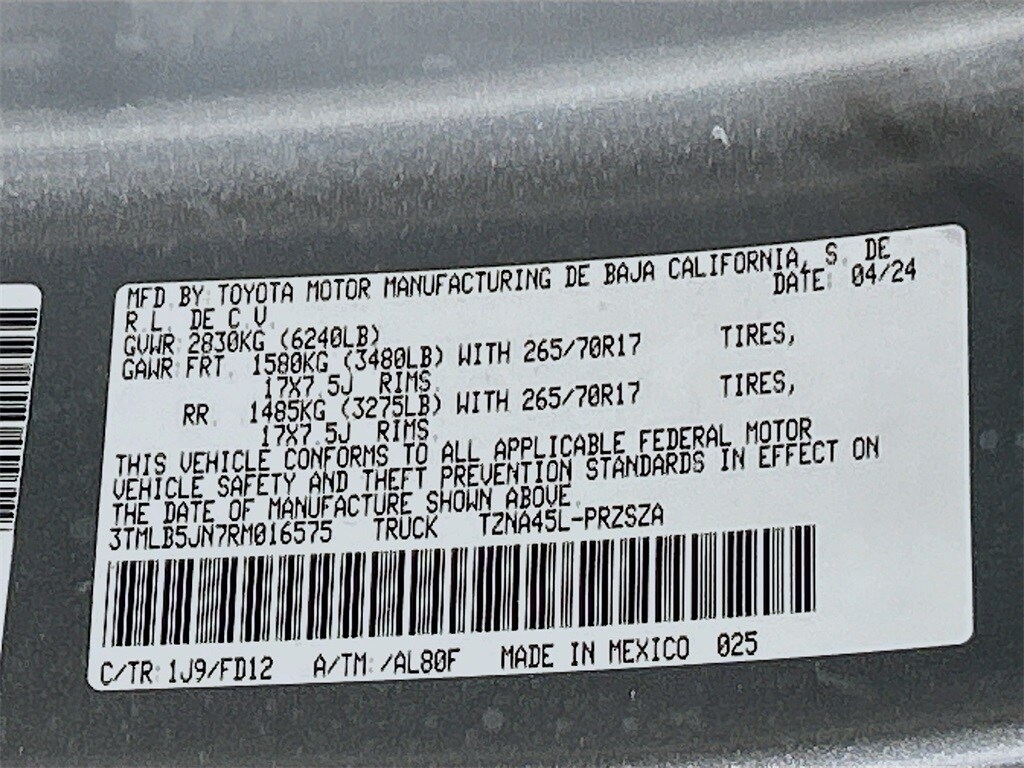 MFD. BY: TOYOTA MOTOR MANUFACTURING DE BAJA CALIFORNIA, S. DE
R.L. DE C.V. DATE: 04/24
GVWR: 2830KG (6240LB)
GAWR: FRT. 1580KG (3480LB) WITH 265/70R17 TIRES,
17X7.5J RIMS.
RR. 1485KG (3275LB) WITH 265/70R17 TIRES,
17X7.5J RIMS.
THIS VEHICLE CONFORMS TO ALL APPLICABLE FEDERAL MOTOR
VEHICLE SAFETY AND THEFT PREVENTION STANDARDS IN EFFECT ON
THE DATE OF MANUFACTURE SHOWN ABOVE.
3TMLB5JN7RM016575 TRUCK TZNA45L-PRZSZA
C/TR: 1J9/FD12 A/TM: /AL80F MADE IN MEXICO 025